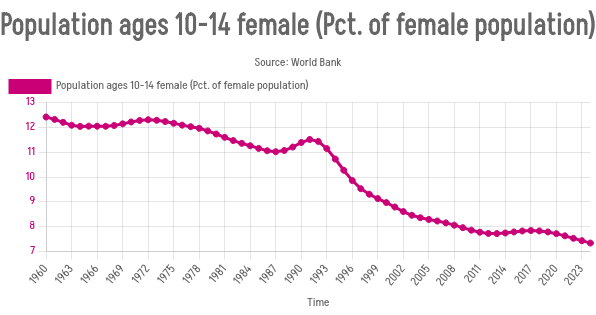 Population ages 10-14 female (Pct. of female population)
Source: World Bank
Population ages 10-14 female (Pct. of female population)
13
12
11
10
9
8
7
1960 1963 1966 1969 1972 1975 1978 1981 1984 1987 1990 1993 1996 1999 2002 2005 2008 2011 2014 2017 2020 2023
Time